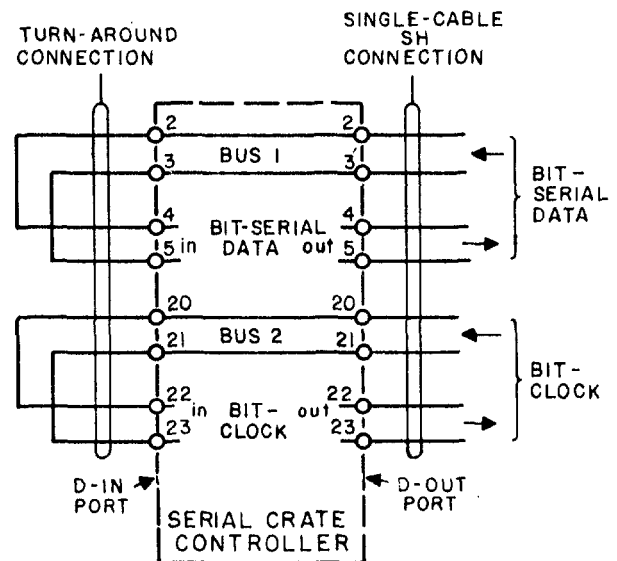 TURN-AROUND
CONNECTION
SINGLE-CABLE
SH
CONNECTION
2 2
BUS 1
3 3
4 BIT-SERIAL 4
5 in DATA out 5
BIT-
SERIAL
DATA
20 20
BUS 2
21 21
22 in BIT- out 22
23 CLOCK 23
BIT-
CLOCK
D-IN
PORT
D-OUT
PORT
SERIAL CRATE
CONTROLLER